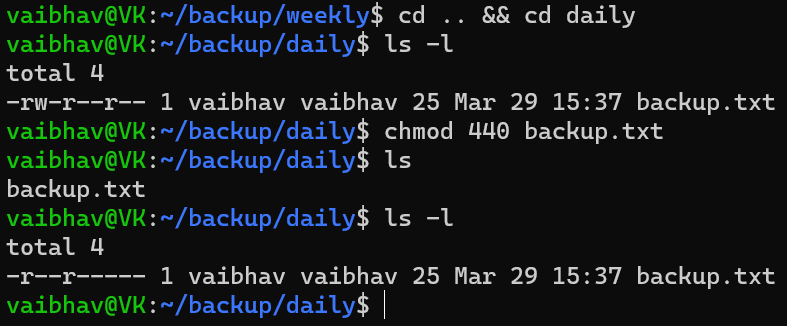 vaibhav@VK:~/backup/weekly$ cd .. && cd daily
vaibhav@VK:~/backup/daily$ ls -l
total 4
-rw-r--r-- 1 vaibhav vaibhav 25 Mar 29 15:37 backup.txt
vaibhav@VK:~/backup/daily$ chmod 440 backup.txt
vaibhav@VK:~/backup/daily$ ls
backup.txt
vaibhav@VK:~/backup/daily$ ls -l
total 4
-r--r----- 1 vaibhav vaibhav 25 Mar 29 15:37 backup.txt
vaibhav@VK:~/backup/daily$